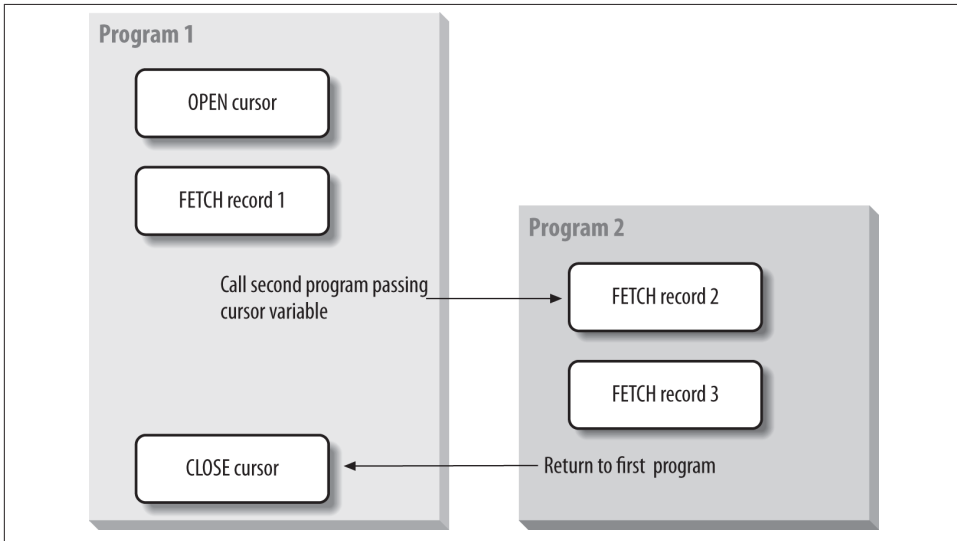 Program 1
OPEN cursor
FETCH record 1
Call second program passing
cursor variable
Program 2
FETCH record 2
FETCH record 3
Return to first program
CLOSE cursor